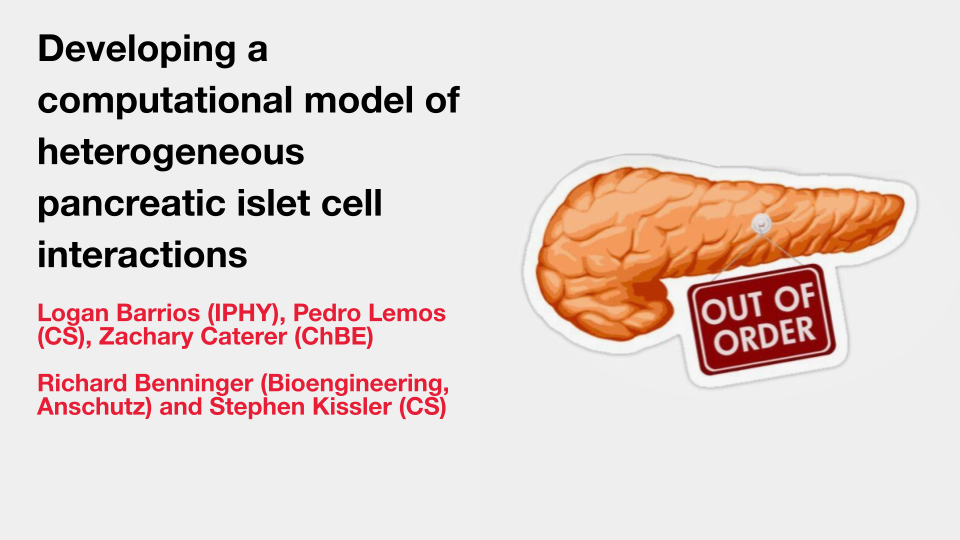 Developing a
computational model of
heterogeneous
pancreatic islet cell
interactions
Logan Barrios (IPHY), Pedro Lemos
(CS), Zachary Caterer (ChBE)
Richard Benninger (Bioengineering,
Anschutz) and Stephen Kissler (CS)
OUT OF
ORDER